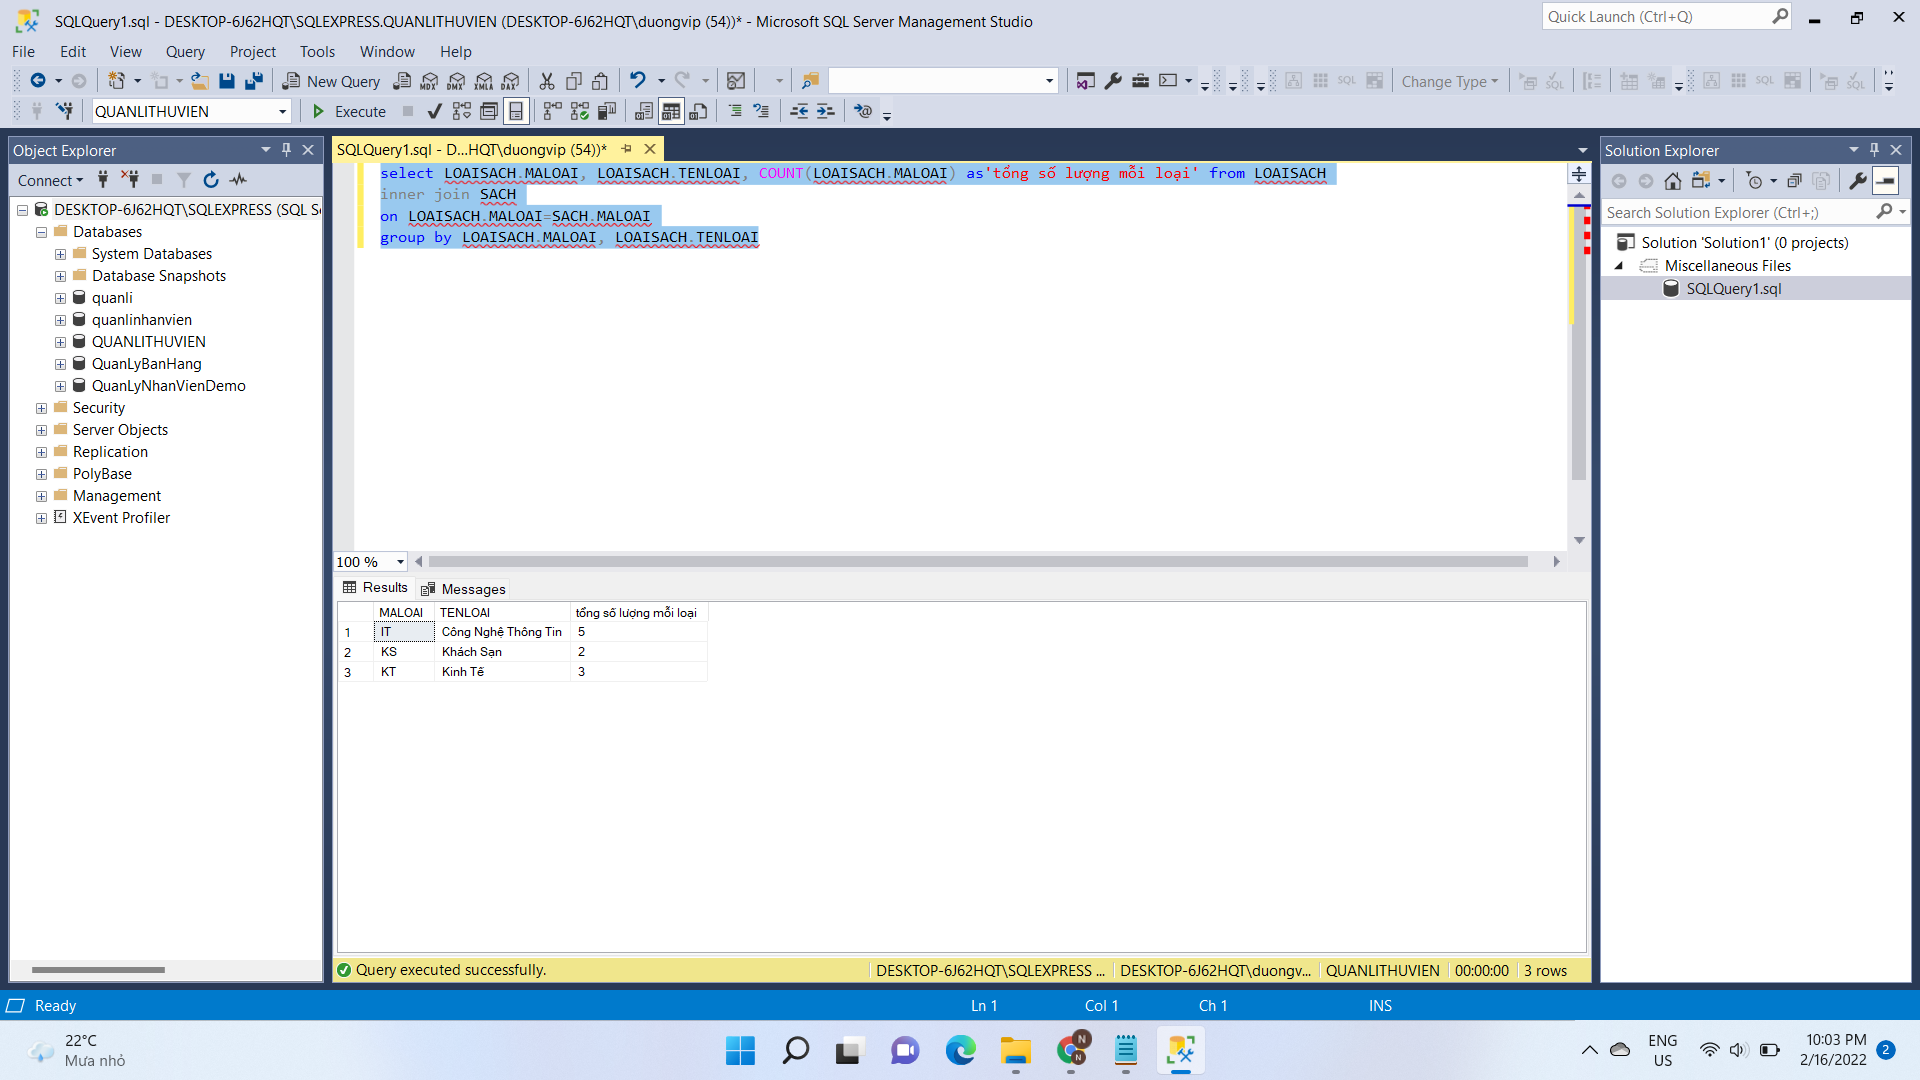 SQLQuery1.sql - DESKTOP-6J62HQT\SQLEXPRESS.QUANLITHUVIEN (DESKTOP-6J62HQT\duongvip (54))* - Microsoft SQL Server Management Studio
Quick Launch (Ctrl+Q)
File Edit View Query Project Tools Window Help
New Query MDX DMX XMLA DAX SQL Change Type SQL SQL SQL
QUANLITHUVIEN Execute
Object Explorer
Connect
DESKTOP-6J62HQT\SQLEXPRESS (SQL S
Databases
System Databases
Database Snapshots
quanli
quanlinhanvien
QUANLITHUVIEN
QuanLyBanHang
QuanLyNhanVienDemo
Security
Server Objects
Replication
PolyBase
Management
XEvent Profiler
SQLQuery1.sql - D...HQT\duongvip (54))*
select LOAISACH.MALOAI, LOAISACH.TENLOAI, COUNT(LOAISACH.MALOAI) as'tổng số lượng mỗi loại' from LOAISACH
inner join SACH
on LOAISACH.MALOAI=SACH.MALOAI
group by LOAISACH.MALOAI, LOAISACH.TENLOAI
100 %
Results Messages
MALOAI TENLOAI tổng số lượng mỗi loại
1 IT Công Nghệ Thông Tin 5
2 KS Khách Sạn 2
3 KT Kinh Tế 3
Query executed successfully. DESKTOP-6J62HQT\SQLEXPRESS ... DESKTOP-6J62HQT\duongv... QUANLITHUVIEN 00:00:00 3 rows
Solution Explorer
Search Solution Explorer (Ctrl+;)
Solution 'Solution1' (0 projects)
Miscellaneous Files
SQLQuery1.sql
Ready Ln 1 Col 1 Ch 1 INS
22°C
Mưa nhỏ
N
N
ENG
US
10:03 PM
2/16/2022
2